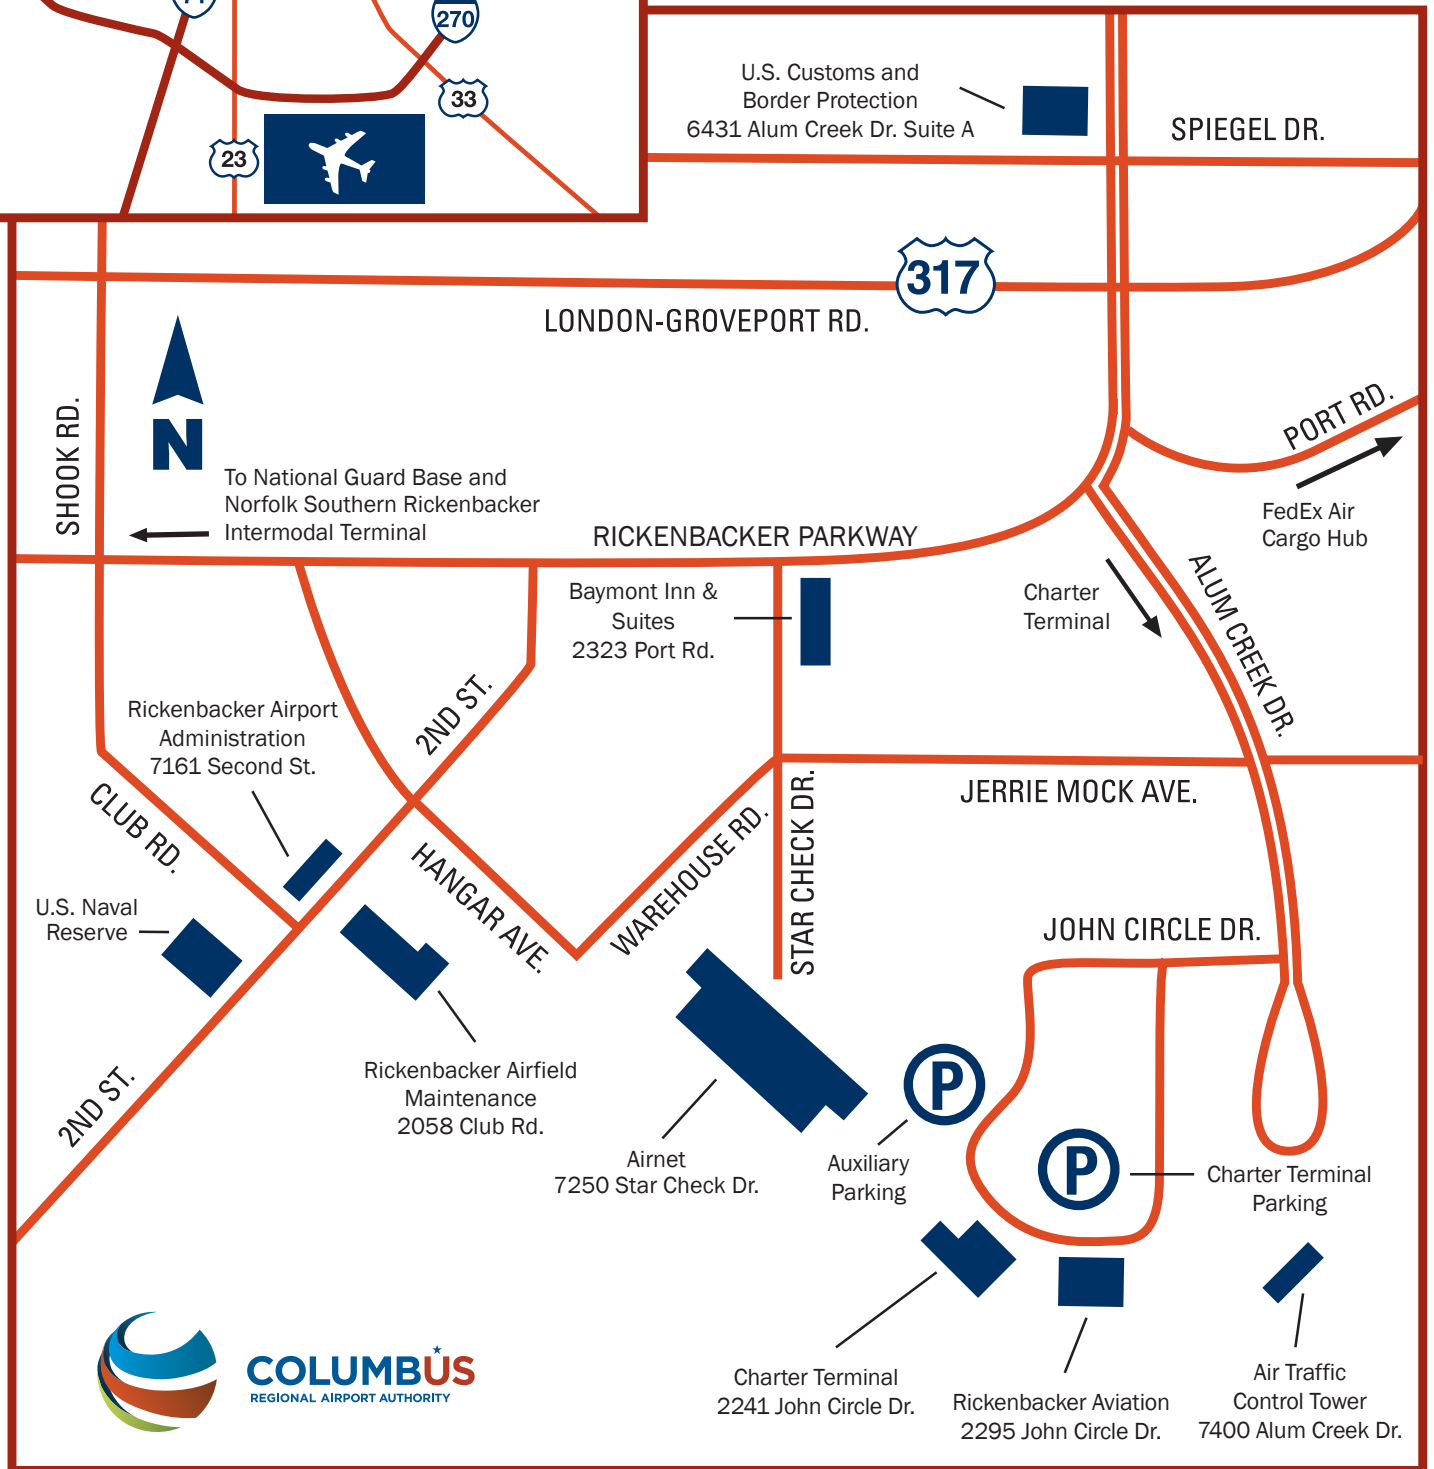 270
33
23
U.S. Customs and
Border Protection
6431 Alum Creek Dr. Suite A
SPIEGEL DR.
317
LONDON-GROVEPORT RD.
SHOOK RD.
N
PORT RD.
To National Guard Base and
Norfolk Southern Rickenbacker
Intermodal Terminal
FedEx Air
Cargo Hub
RICKENBACKER PARKWAY
Baymont Inn &
Suites
2323 Port Rd.
Charter
Terminal
ALUM CREEK DR.
2ND ST.
Rickenbacker Airport
Administration
7161 Second St.
CLUB RD.
JERRIE MOCK AVE.
STAR CHECK DR.
HANGAR AVE.
WAREHOUSE RD.
U.S. Naval
Reserve
JOHN CIRCLE DR.
2ND ST.
Rickenbacker Airfield
Maintenance
2058 Club Rd.
Airnet
7250 Star Check Dr.
P
Auxiliary
Parking
P
Charter Terminal
Parking
Charter Terminal
2241 John Circle Dr.
Rickenbacker Aviation
2295 John Circle Dr.
Air Traffic
Control Tower
7400 Alum Creek Dr.
COLUMBUS
REGIONAL AIRPORT AUTHORITY